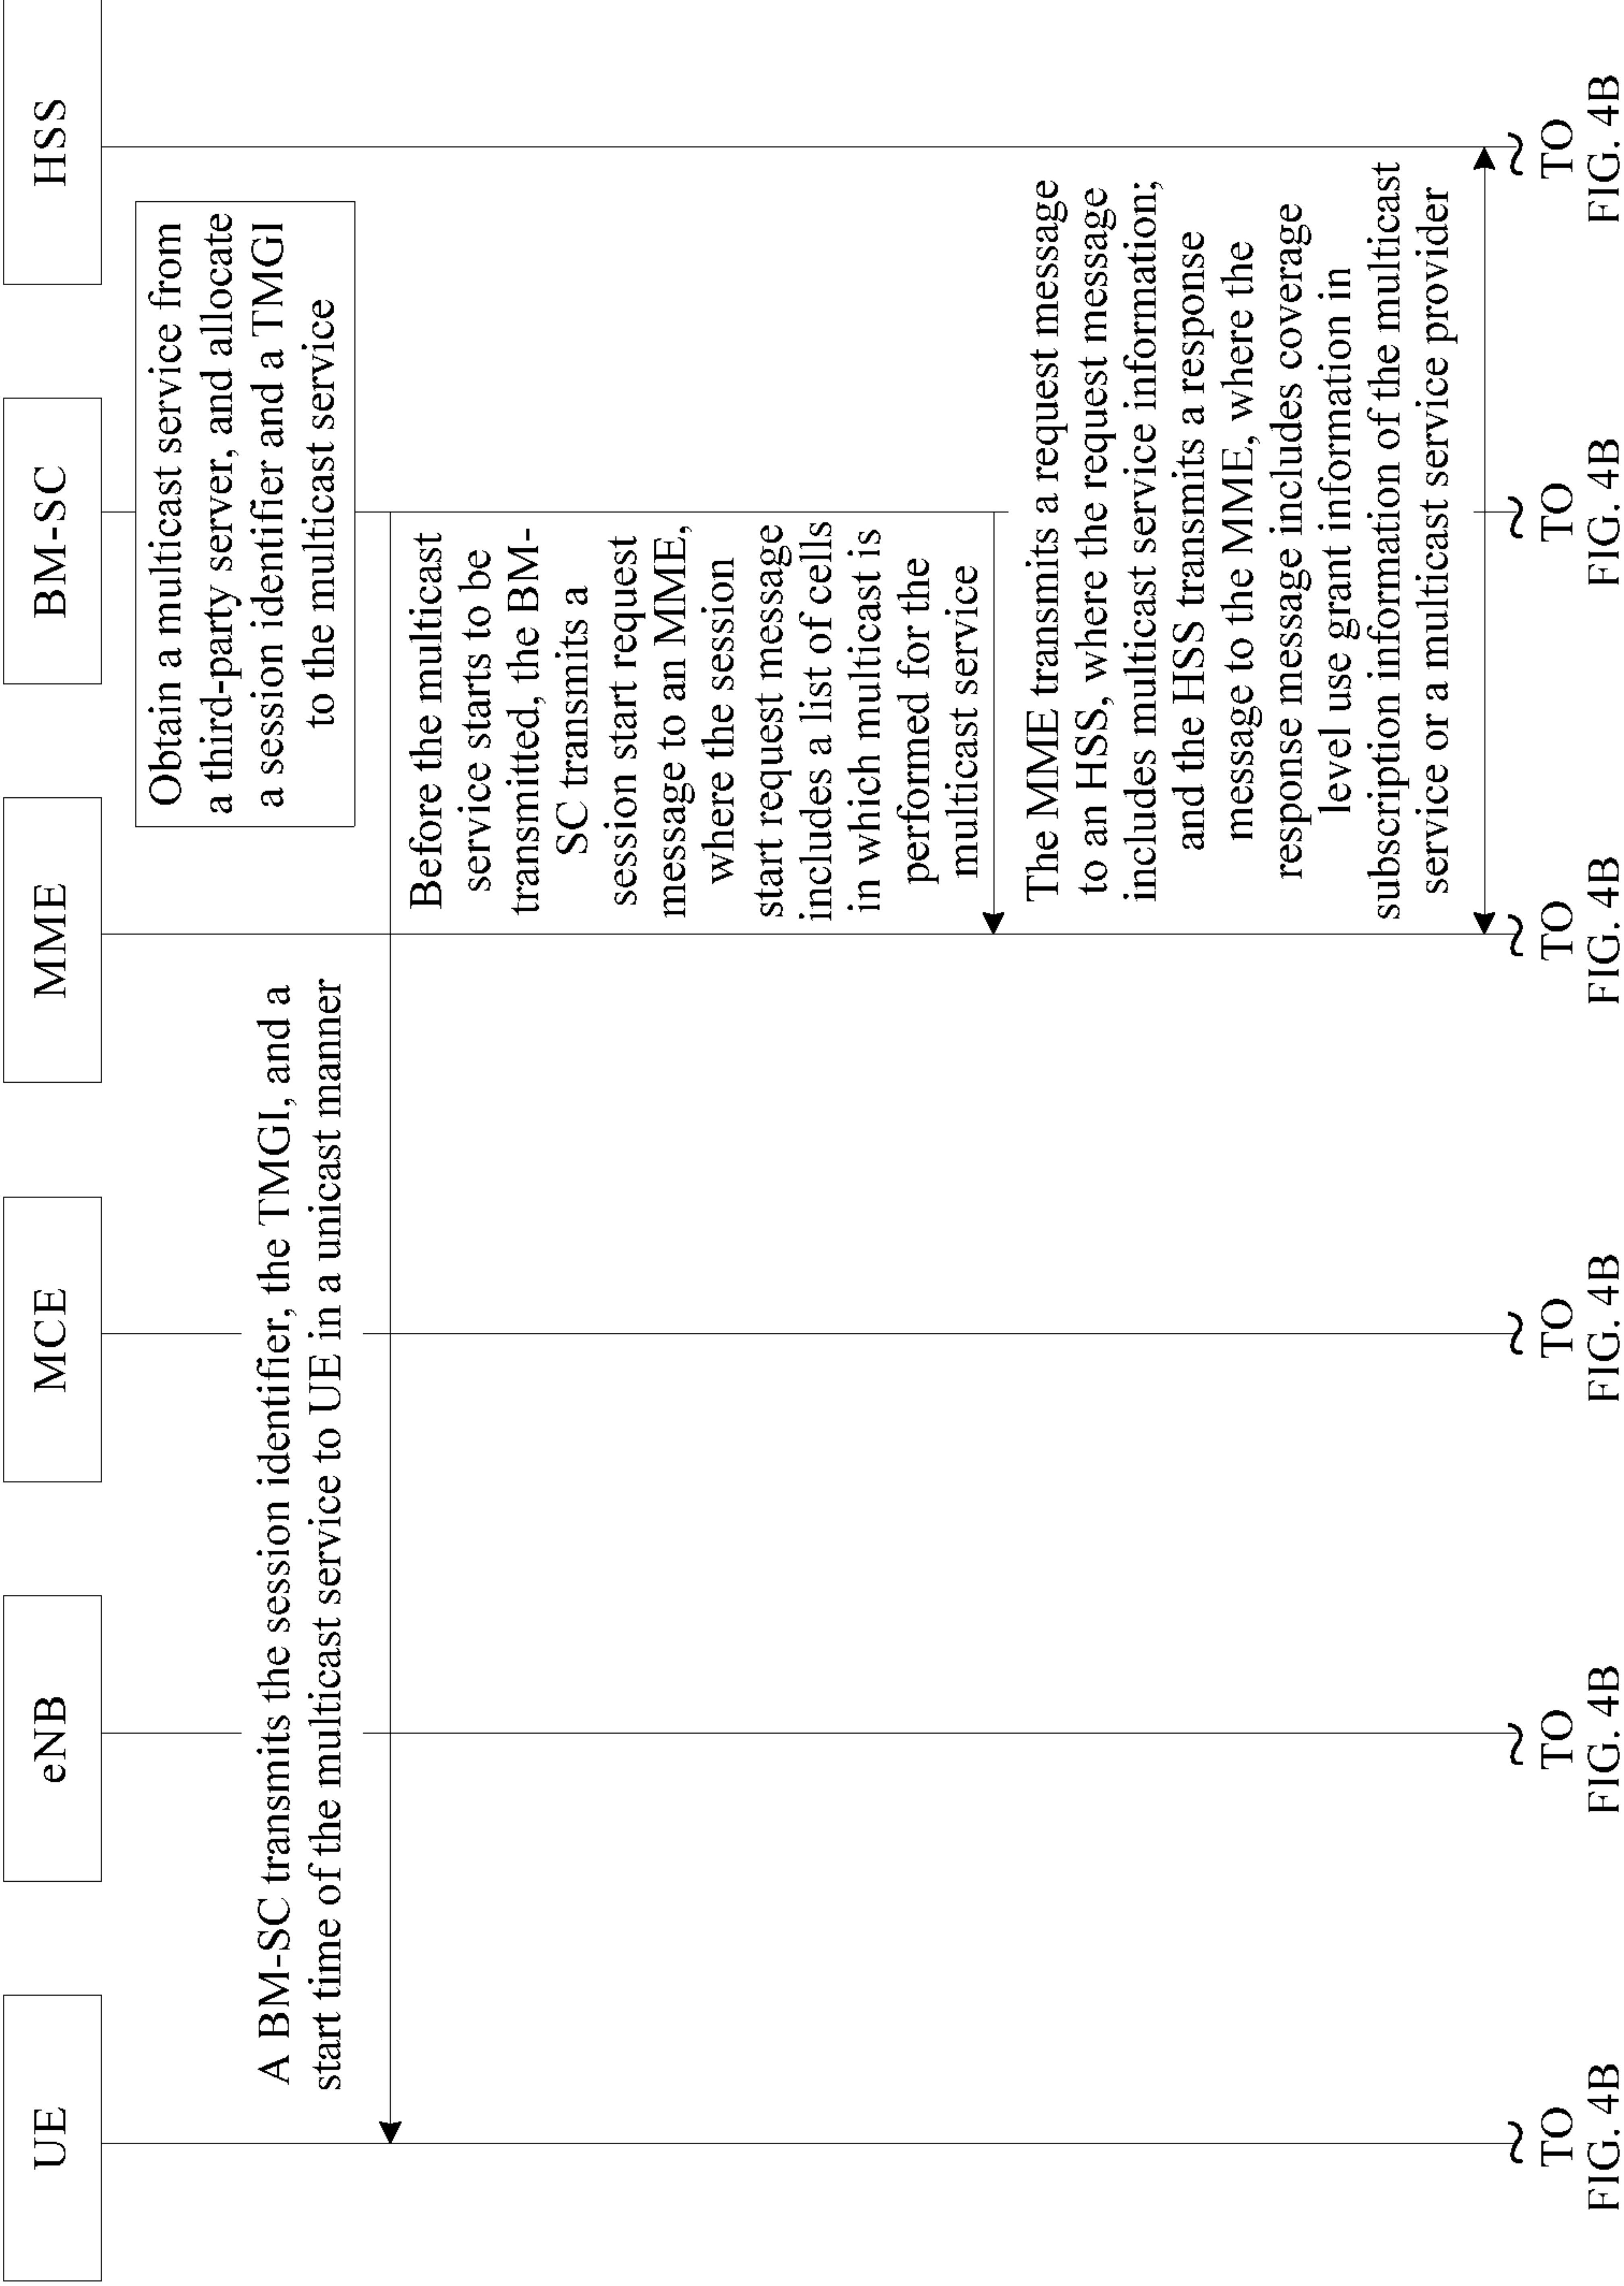 UE
eNB
MCE
MME
BM-SC
HSS
Obtain a multicast service from
a third-party server, and allocate
a session identifier and a TMGI
to the multicast service
A BM-SC transmits the session identifier, the TMGI, and a
start time of the multicast service to UE in a unicast manner
Before the multicast
service starts to be
transmitted, the BM-
SC transmits a
session start request
message to an MME,
where the session
start request message
includes a list of cells
in which multicast is
performed for the
multicast service
The MME transmits a request message
to an HSS, where the request message
includes multicast service information;
and the HSS transmits a response
message to the MME, where the
response message includes coverage
level use grant information in
subscription information of the multicast
service or a multicast service provider
TO
FIG. 4B
TO
FIG. 4B
TO
FIG. 4B
TO
FIG. 4B
TO
FIG. 4B
TO
FIG. 4B